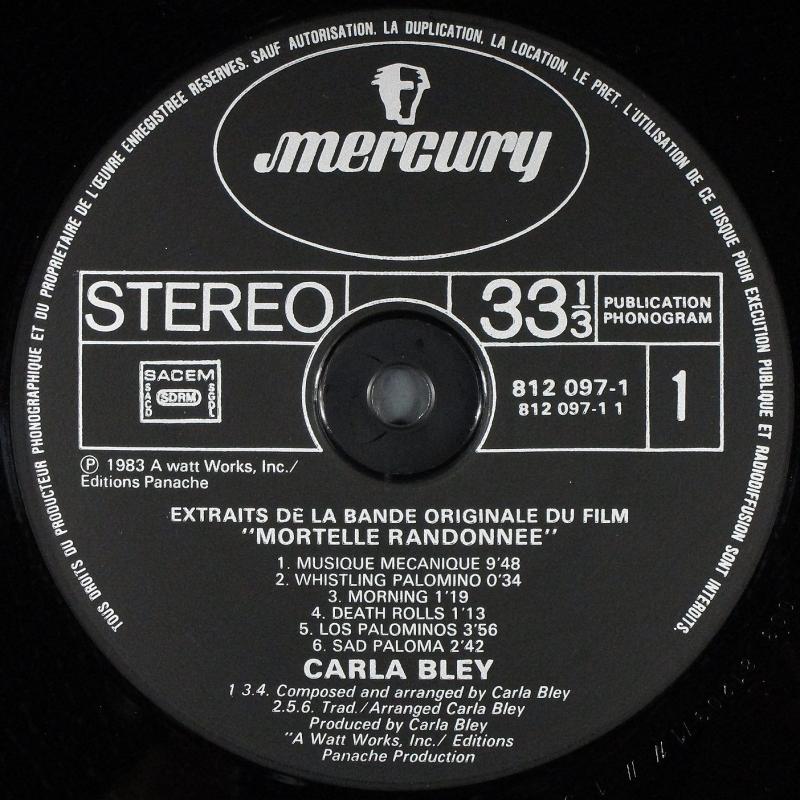 TOUS DROITS DU PRODUCTEUR PHONOGRAPHIQUE ET DU PROPRIETAIRE DE L'ŒUVRE ENREGISTREE RESERVES. SAUF AUTORISATION, LA DUPLICATION, LA LOCATION, LE PRET, L'UTILISATION DE CE DISQUE POUR EXECUTION PUBLIQUE ET RADIODIFFUSION SONT INTERDITS.
mercury
STEREO
33 1/3
PUBLICATION
PHONOGRAM
SACEM
SACD
SDRM
SGDL
812 097-1
812 097-1 1
1
℗ 1983 A watt Works, Inc./
Editions Panache
EXTRAITS DE LA BANDE ORIGINALE DU FILM
"MORTELLE RANDONNEE"
1. MUSIQUE MECANIQUE 9'48
2. WHISTLING PALOMINO 0'34
3. MORNING 1'19
4. DEATH ROLLS 1'13
5. LOS PALOMINOS 3'56
6. SAD PALOMA 2'42
CARLA BLEY
1 3.4. Composed and arranged by Carla Bley
2.5.6. Trad./Arranged Carla Bley
Produced by Carla Bley
"A Watt Works, Inc./ Editions
Panache Production